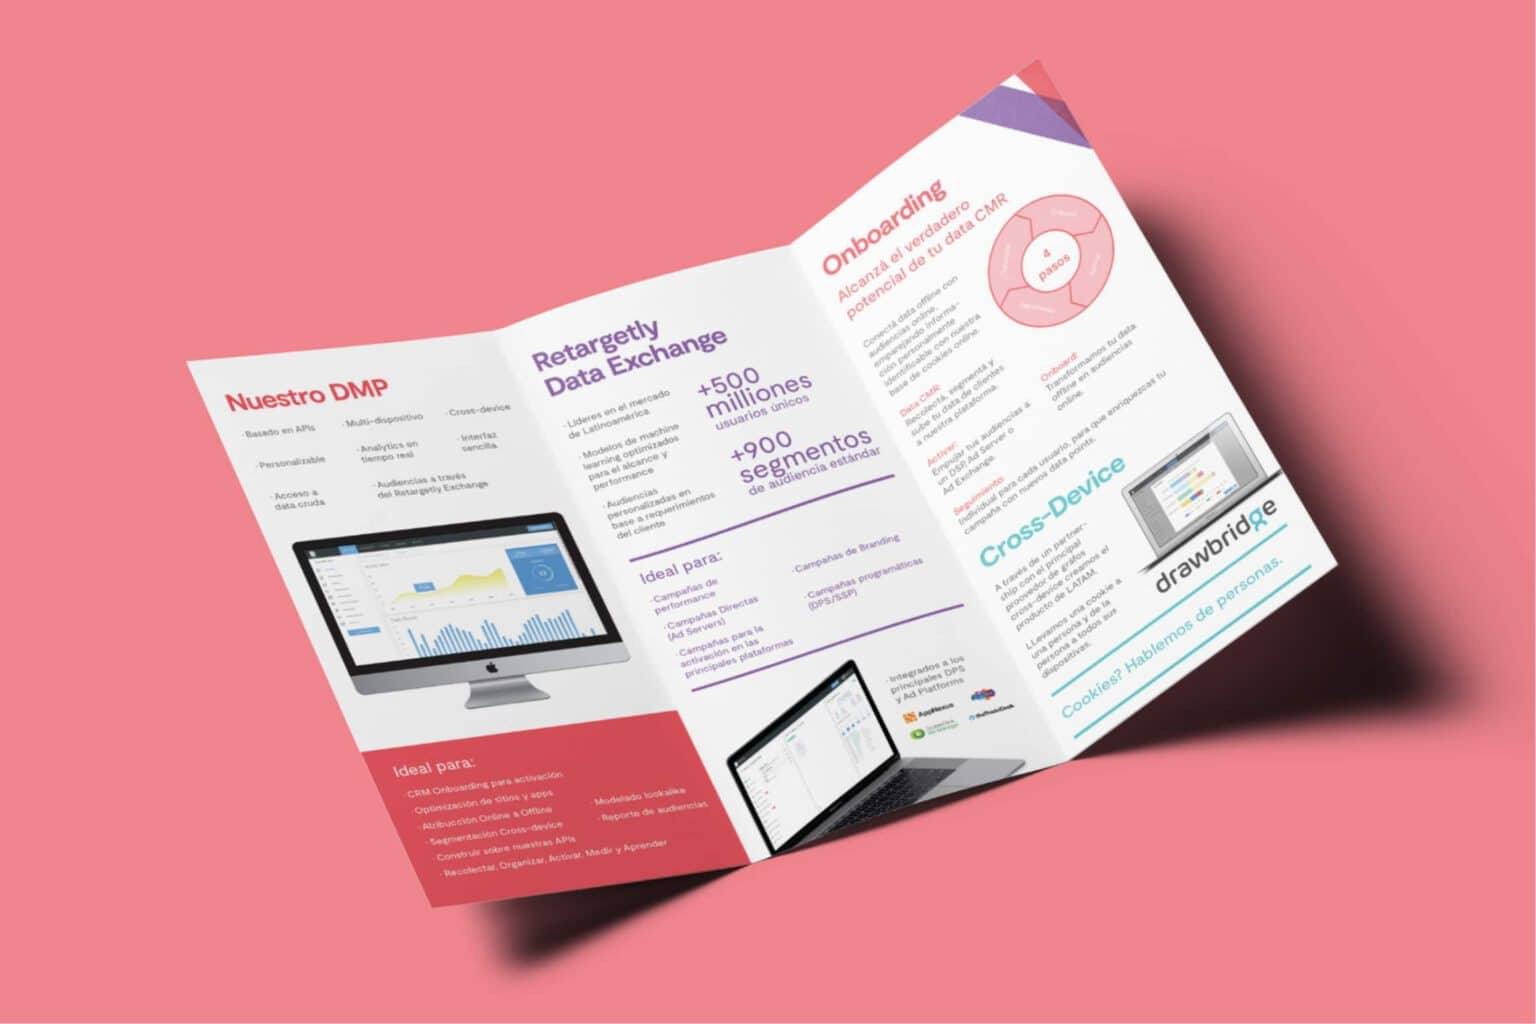 Nuestro DMP
· Basado en APIs
· Multi-dispositivo
· Cross-device
· Personalizable
· Analytics en
tiempo real
· Interfaz
sencilla
· Acceso a
data cruda
· Audiencias a través
del Retargetly Exchange
Ideal para:
· CRM Onboarding para activación
· Optimización de sitios y apps
· Atribucción Online a Offline
· Segmentación Cross-device
· Construir sobre nuestras APIs
· Recolectar, Organizar, Activar, Medir y Aprender
· Modelado lookalike
· Reporte de audiencias
Retargetly
Data Exchange
· Líderes en el mercado
de Latinoamérica
· Modelos de machine
learning optimizados
para el alcance y
performance
· Audiencias
personalizadas en
base a requerimientos
del cliente
+500
milliones
usuarios únicos
+900
segmentos
de audiencia estándar
Ideal para:
· Campañas de
performance
· Campañas Directas
(Ad Servers)
· Campañas para la
activación en las
principales plataformas
· Campañas de Branding
· Campañas programáticas
(DPS/SSP)
· Integrados a los
principales DPS
y Ad Platforms
AppNexus
theTradeDesk
Onboarding
Alcanzá el verdadero
potencial de tu data CMR
Conectá data offline con
audiencias online,
emparejando informa-
ción personalmente
identificable con nuestra
base de cookies online.
4
pasos
Data CMR:
Recolectá, segmentá y
sube tu data de clientes
a nuestra plataforma.
Onboard:
Transformamos tu data
offline en audiencias
online.
Activar:
Empujar tus audiencias a
un DSP, Ad Server o
Ad Exchange.
Seguimiento:
Individual para cada usuario, para que enriquezcas tu
campaña con nuevos data points.
Cross-Device
A través de un partner-
ship con el principal
proveedor de gráfos
cross-device creamos el
producto de LATAM.
¡ Llevamos una cookie a
una persona y de la
persona a todos sus
dispositivas.
drawbridge
Cookies? Hablemos de personas.